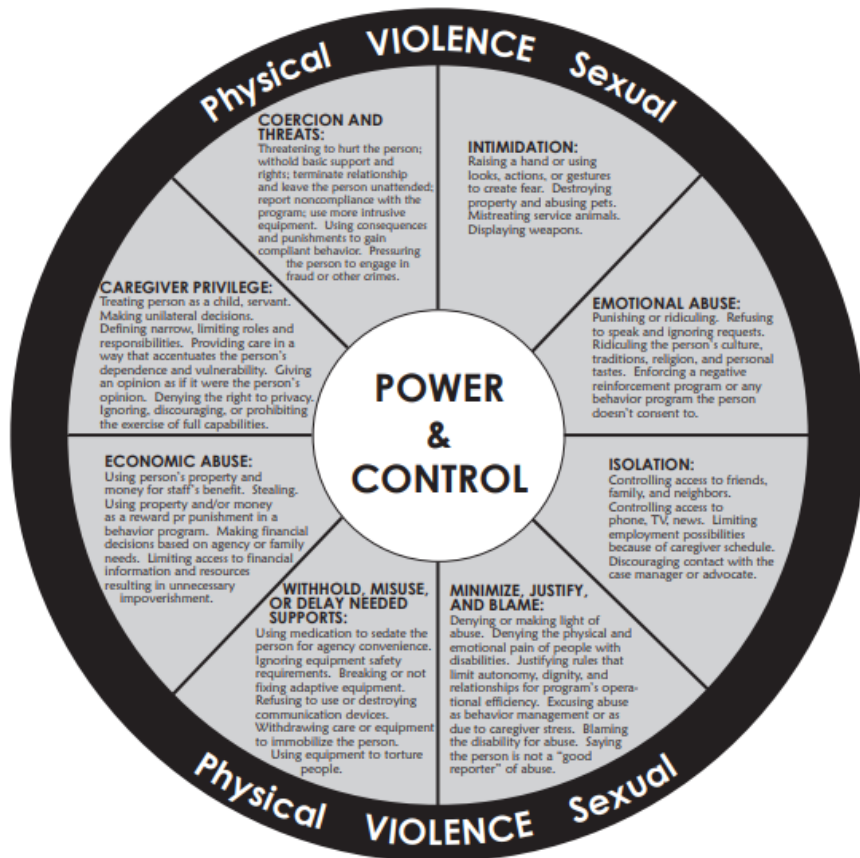 Physical VIOLENCE Sexual
COERCION AND
THREATS:
Threatening to hurt the person;
withold basic support and
rights; terminate relationship
and leave the person unattended;
report noncompliance with the
program; use more intrusive
equipment. Using consequences
and punishments to gain
compliant behavior. Pressuring
the person to engage in
fraud or other crimes.
INTIMIDATION:
Raising a hand or using
looks, actions, or gestures
to create fear. Destroying
property and abusing pets.
Mistreating service animals.
Displaying weapons.
CAREGIVER PRIVILEGE:
Treating person as a child, servant.
Making unilateral decisions.
Defining narrow, limiting roles and
responsibilities. Providing care in a
way that accentuates the person's
dependence and vulnerability. Giving
an opinion as if it were the person's
opinion. Denying the right to privacy.
Ignoring, discouraging, or prohibiting
the exercise of full capabilities.
EMOTIONAL ABUSE:
Punishing or ridiculing. Refusing
to speak and ignoring requests.
Ridiculing the person's culture,
traditions, religion, and personal
tastes. Enforcing a negative
reinforcement program or any
behavior program the person
doesn't consent to.
POWER
&
CONTROL
ECONOMIC ABUSE:
Using person's property and
money for staff's benefit. Stealing.
Using property and/or money
as a reward pr punishment in a
behavior program. Making financial
decisions based on agency or family
needs. Limiting access to financial
information and resources
resulting in unnecessary
impoverishment.
ISOLATION:
Controlling access to friends,
family, and neighbors.
Controlling access to
phone, TV, news. Limiting
employment possibilities
because of caregiver schedule.
Discouraging contact with the
case manager or advocate.
WITHHOLD, MISUSE,
OR DELAY NEEDED
SUPPORTS:
Using medication to sedate the
person for agency convenience.
Ignoring equipment safety
requirements. Breaking or not
fixing adaptive equipment.
Refusing to use or destroying
communication devices.
Withdrawing care or equipment
to immobilize the person.
Using equipment to torture
people.
MINIMIZE, JUSTIFY,
AND BLAME:
Denying or making light of
abuse. Denying the physical and
emotional pain of people with
disabilities. Justifying rules that
limit autonomy, dignity, and
relationships for program's opera-
tional efficiency. Excusing abuse
as behavior management or as
due to caregiver stress. Blaming
the disability for abuse. Saying
the person is not a "good
reporter" of abuse.
Physical VIOLENCE Sexual